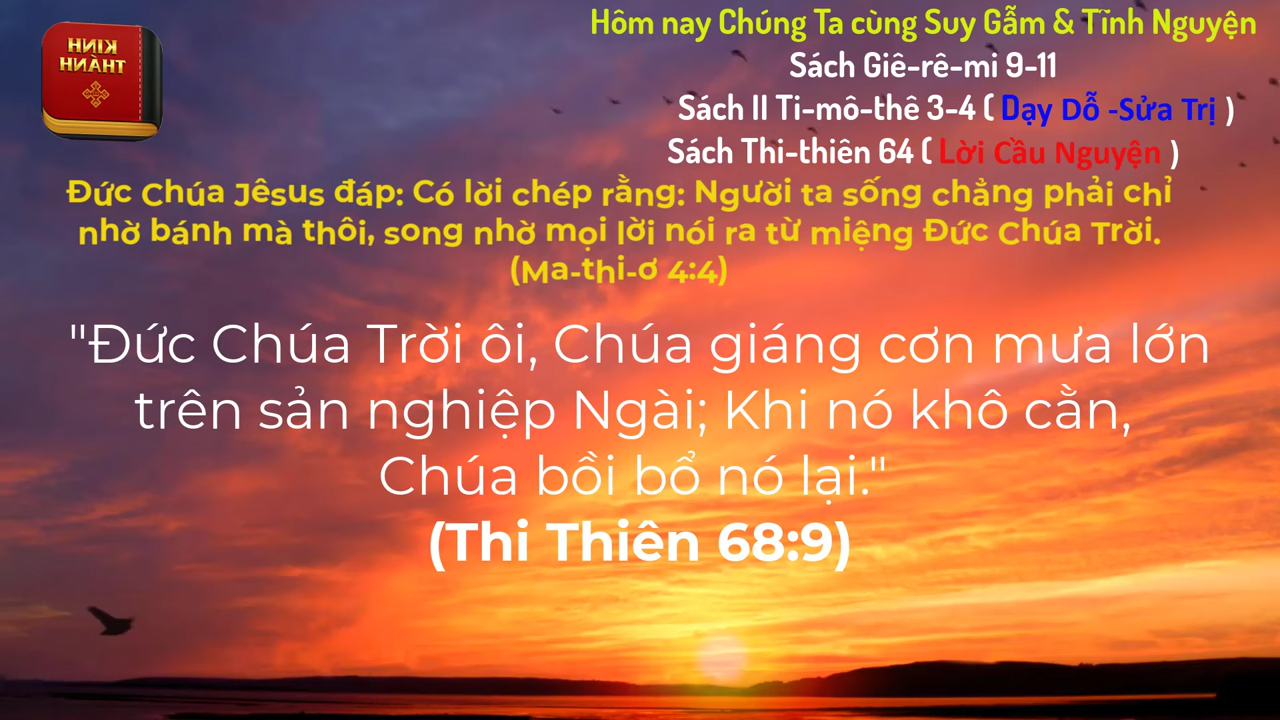 KINH
THÀNH
Hôm nay Chúng Ta cùng Suy Gẫm & Tĩnh Nguyện
Sách Giê-rê-mi 9-11
Sách II Ti-mô-thê 3-4 ( Dạy Dỗ -Sửa Trị )
Sách Thi-thiên 64 ( Lời Cầu Nguyện )
Đức Chúa Jêsus đáp: Có lời chép rằng: Người ta sống chẳng phải chỉ
nhờ bánh mà thôi, song nhờ mọi lời nói ra từ miệng Đức Chúa Trời.
(Ma-thi-ơ 4:4)
"Đức Chúa Trời ôi, Chúa giáng cơn mưa lớn
trên sản nghiệp Ngài; Khi nó khô cằn,
Chúa bồi bổ nó lại."
(Thi Thiên 68:9)